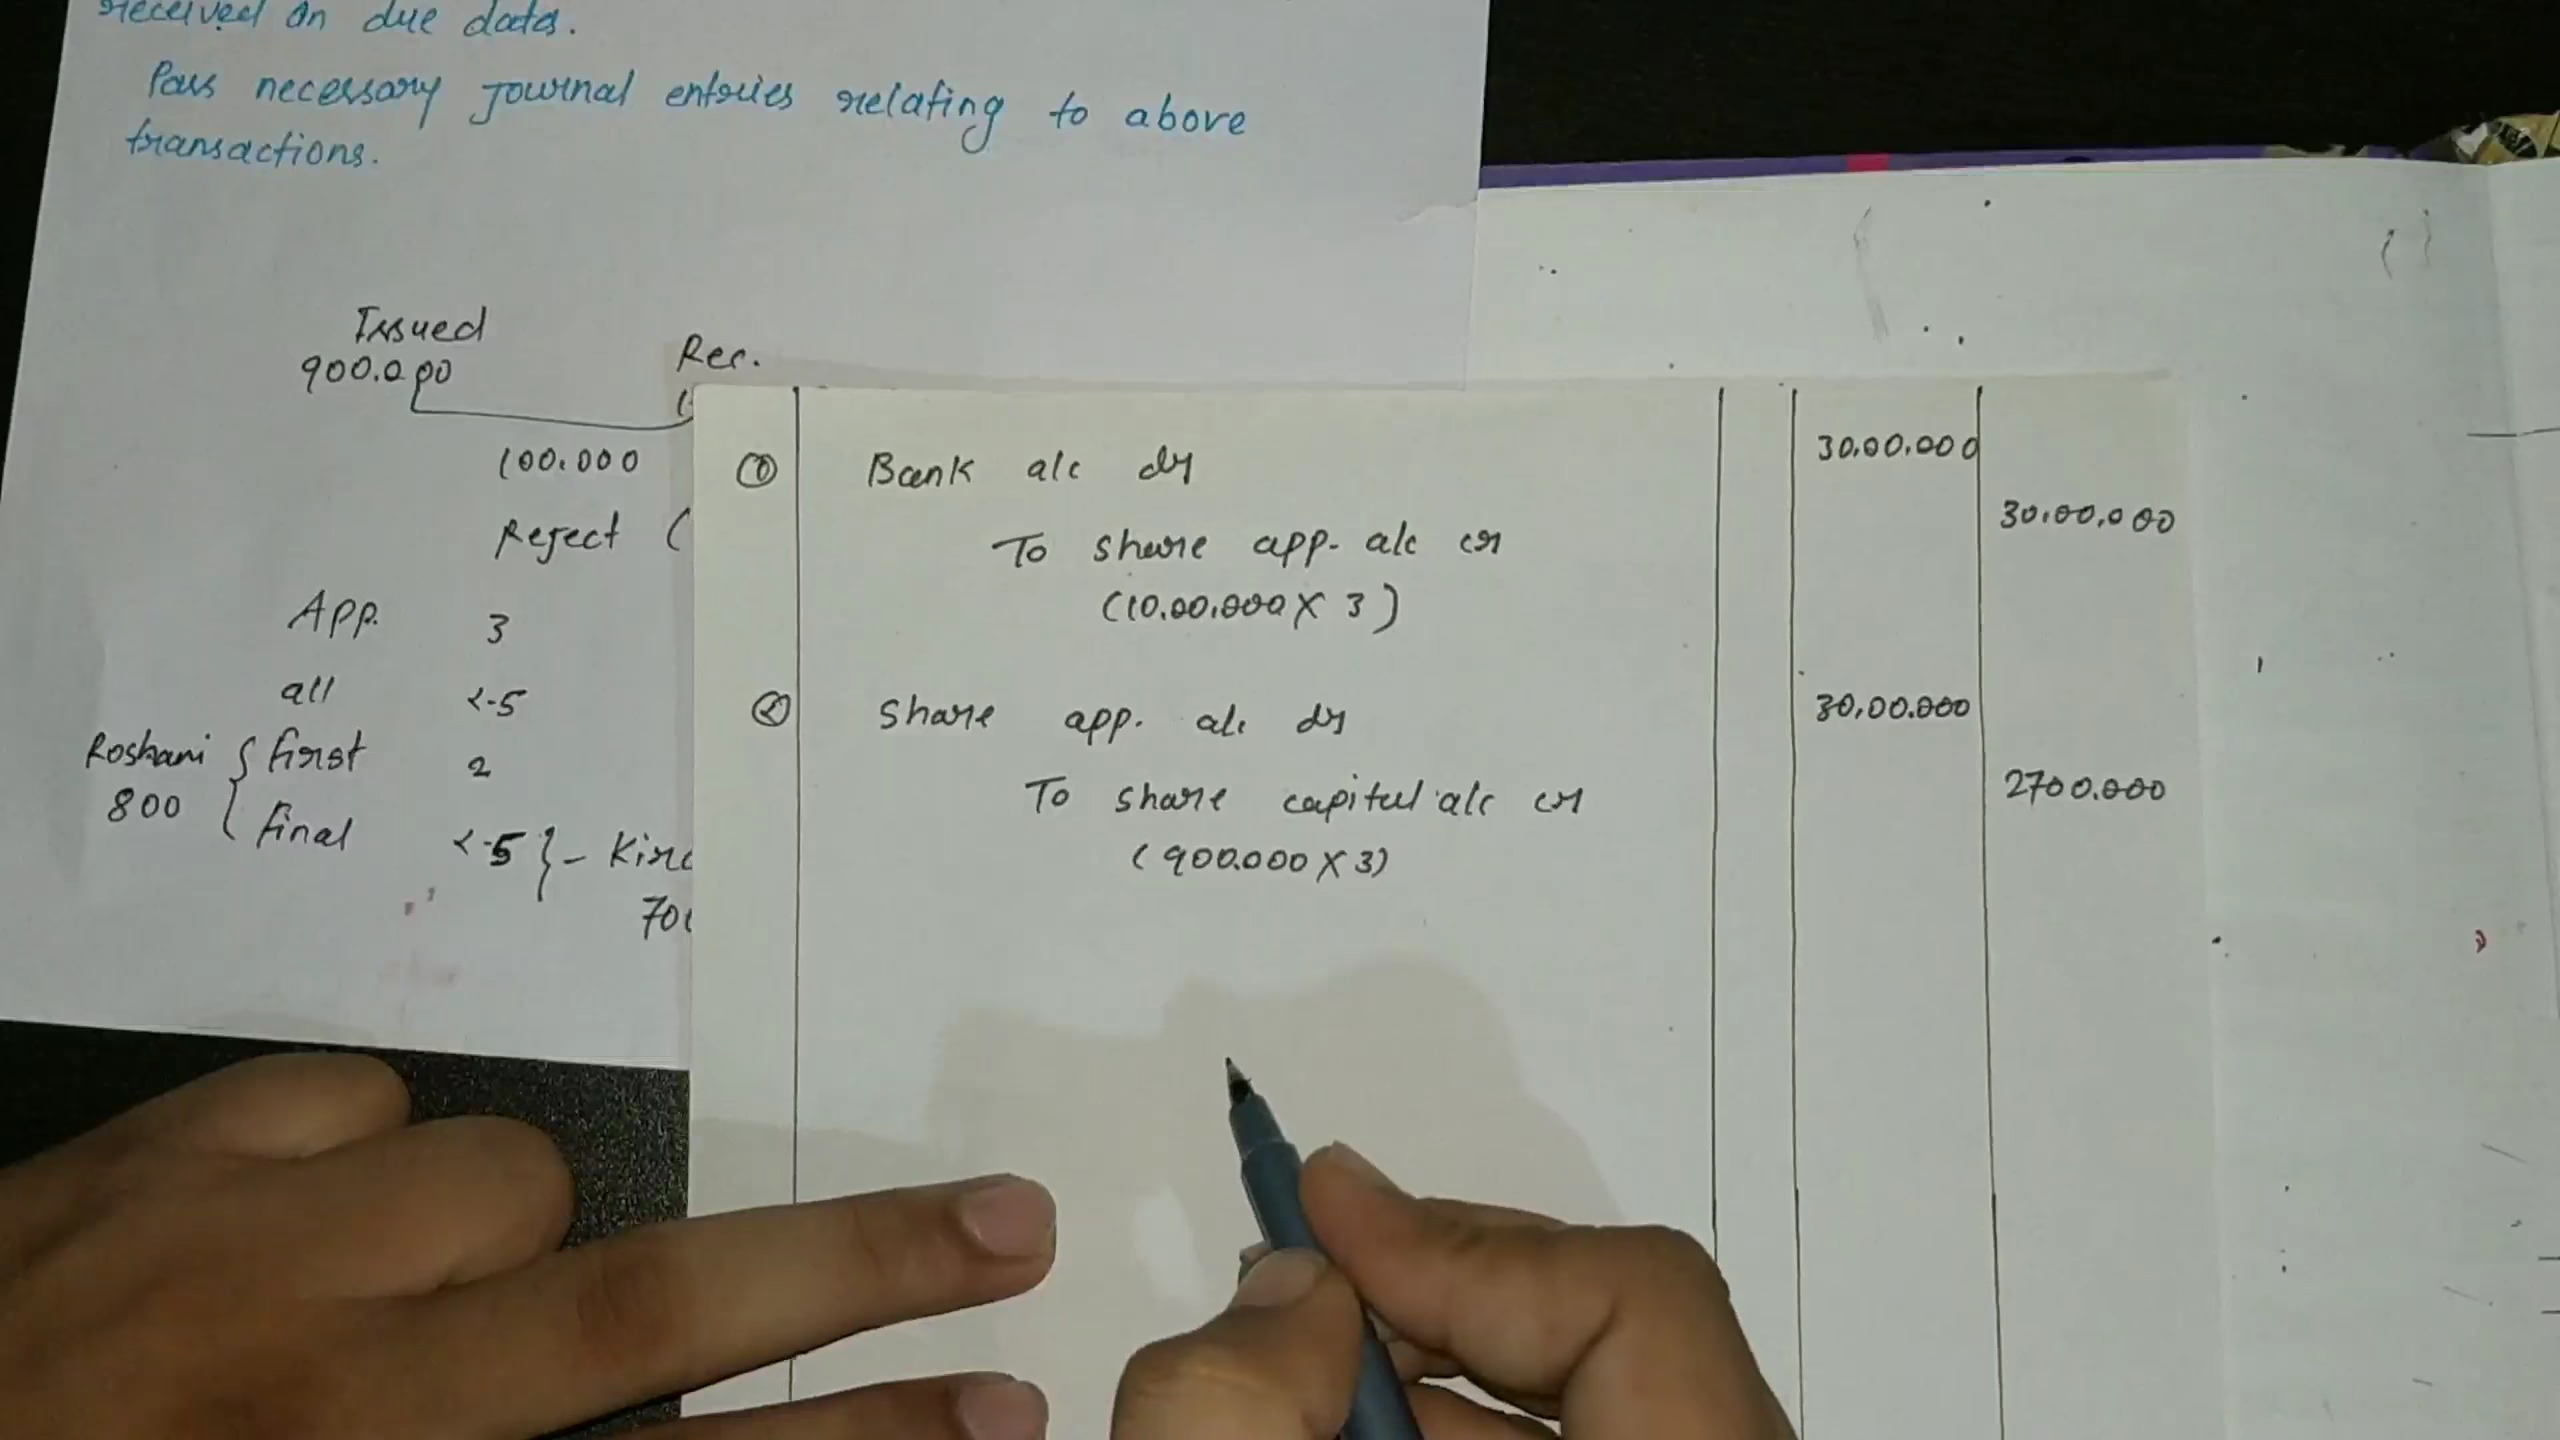 received on due dates.
Pass necessary Journal entries relating to above
transactions.
Issued
900.000
Rec.
100.000
Reject (
App. 3
all 2.5
Roshani { first 2
800 { final 2.5 } -
700
① Bank a/c dr 30,00,000
To share app. a/c cr 30,00,000
(10,00,000 X 3)
② share app. a/c dr 30,00,000
To share capital a/c cr 2700.000
(900.000 X 3)